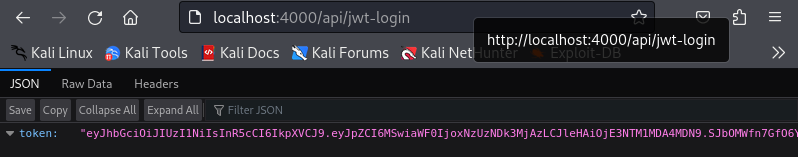 localhost:4000/api/jwt-login
http://localhost:4000/api/jwt-login
Kali Linux Kali Tools Kali Docs Kali Forums Kali NetHunter Exploit-DB
JSON Raw Data Headers
Save Copy Collapse All Expand All Filter JSON
token: "eyJhbGciOiJIUzI1NiIsInR5cCI6IkpXVCJ9.eyJpZCI6MSwiaWF0IjoxNzUzNDk3MjAzLCJleHAiOjE3NTM1MDA4MDN9.SJbOMWfn7GfO6Y